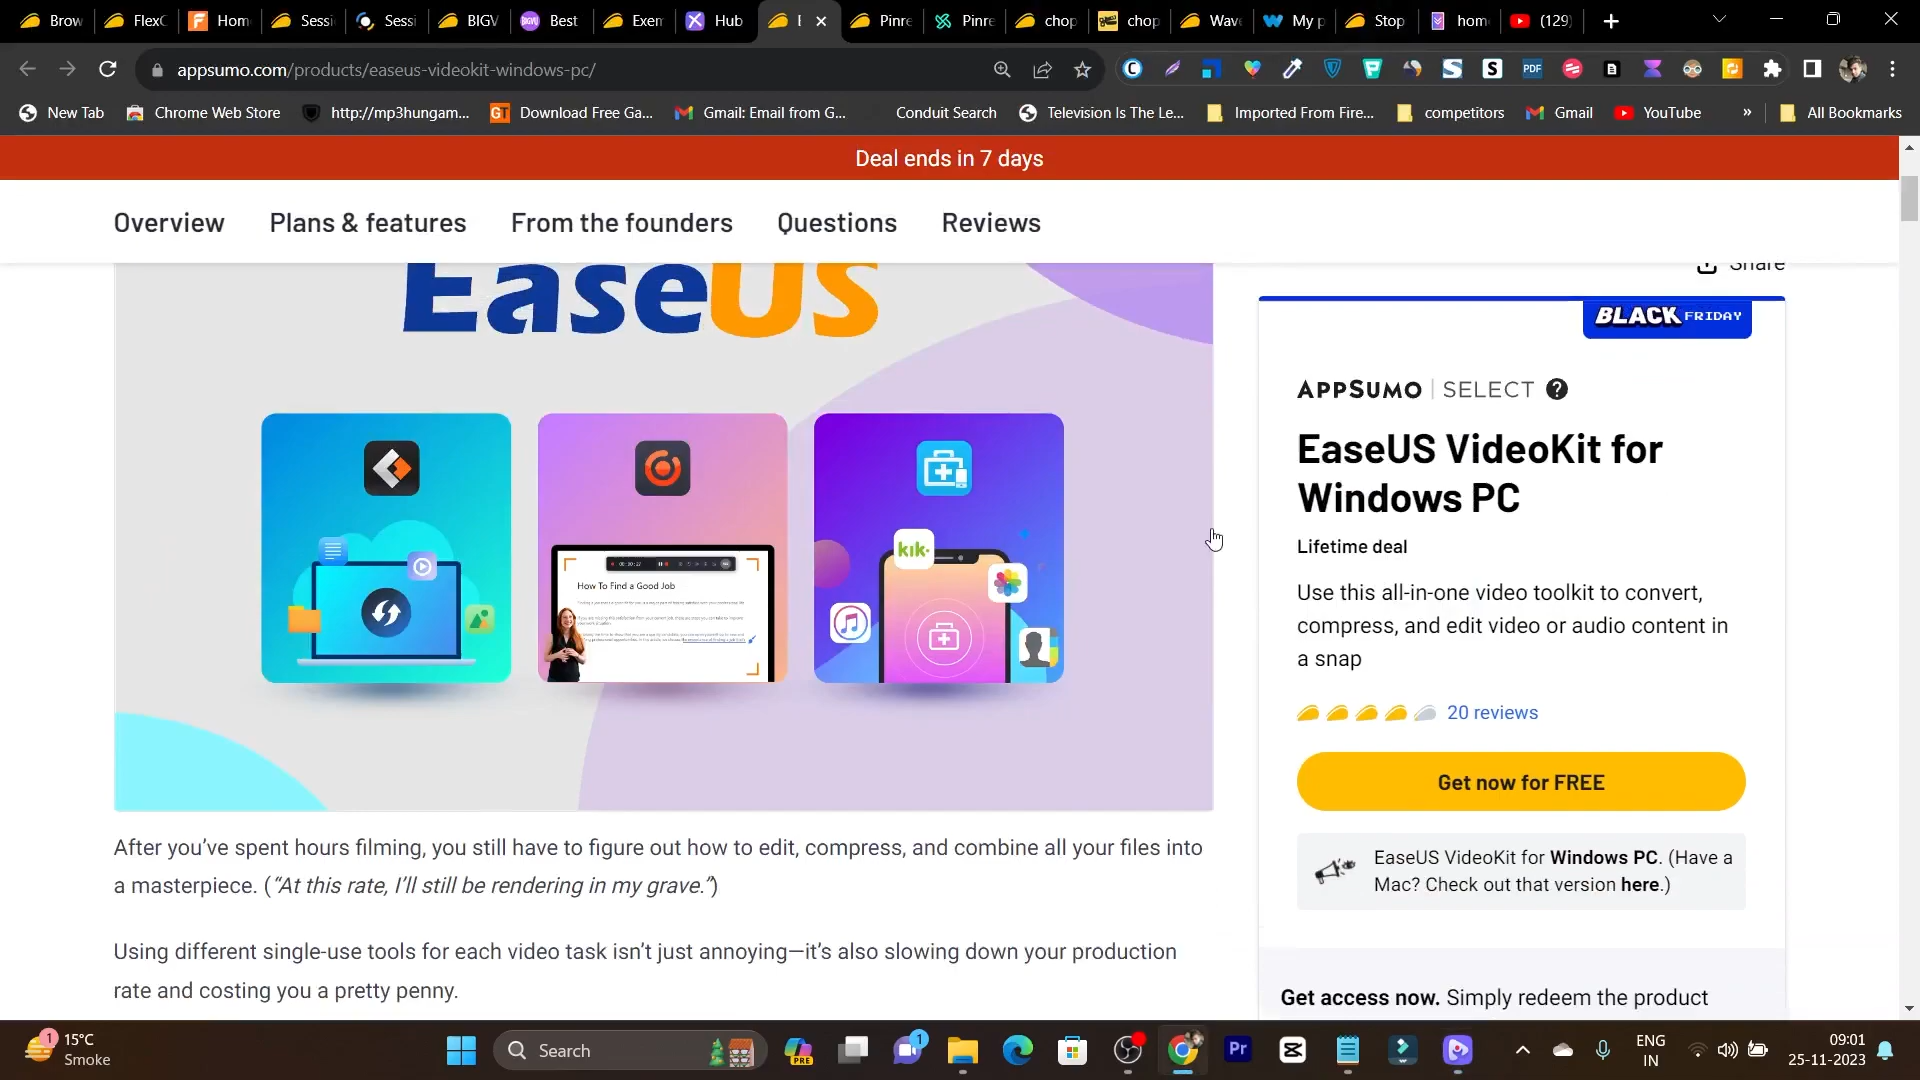 Brow
FlexC
Hom
Sessi
Sessi
BIGV
Best
Exem
Hub
E
Pinre
Pinre
chop
chop
Wav
My p
Stop
hom
(129)
appsumo.com/products/easeus-videokit-windows-pc/
New Tab
Chrome Web Store
http://mp3hungam...
Download Free Ga...
Gmail: Email from G...
Conduit Search
Television Is The Le...
Imported From Fire...
competitors
Gmail
YouTube
»
All Bookmarks
Deal ends in 7 days
Overview
Plans & features
From the founders
Questions
Reviews
Share
EaseUS
kik·
How To Find a Good Job
BLACK FRIDAY
APPSUMO | SELECT ?
EaseUS VideoKit for
Windows PC
Lifetime deal
Use this all-in-one video toolkit to convert,
compress, and edit video or audio content in
a snap
20 reviews
Get now for FREE
EaseUS VideoKit for Windows PC. (Have a
Mac? Check out that version here.)
Get access now. Simply redeem the product
After you’ve spent hours filming, you still have to figure out how to edit, compress, and combine all your files into
a masterpiece. (“At this rate, I’ll still be rendering in my grave.”)
Using different single-use tools for each video task isn’t just annoying—it’s also slowing down your production
rate and costing you a pretty penny.
1
15°C
Smoke
Search
PRE
1
Pr
ENG
IN
09:01
25-11-2023